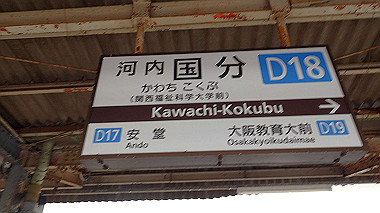 河内国分 D18
かわち こくぶ
(関西福祉科学大学前)
Kawachi-Kokubu
D17 安堂 大阪教育大前 D19
Ando Osakakyoikudaimae